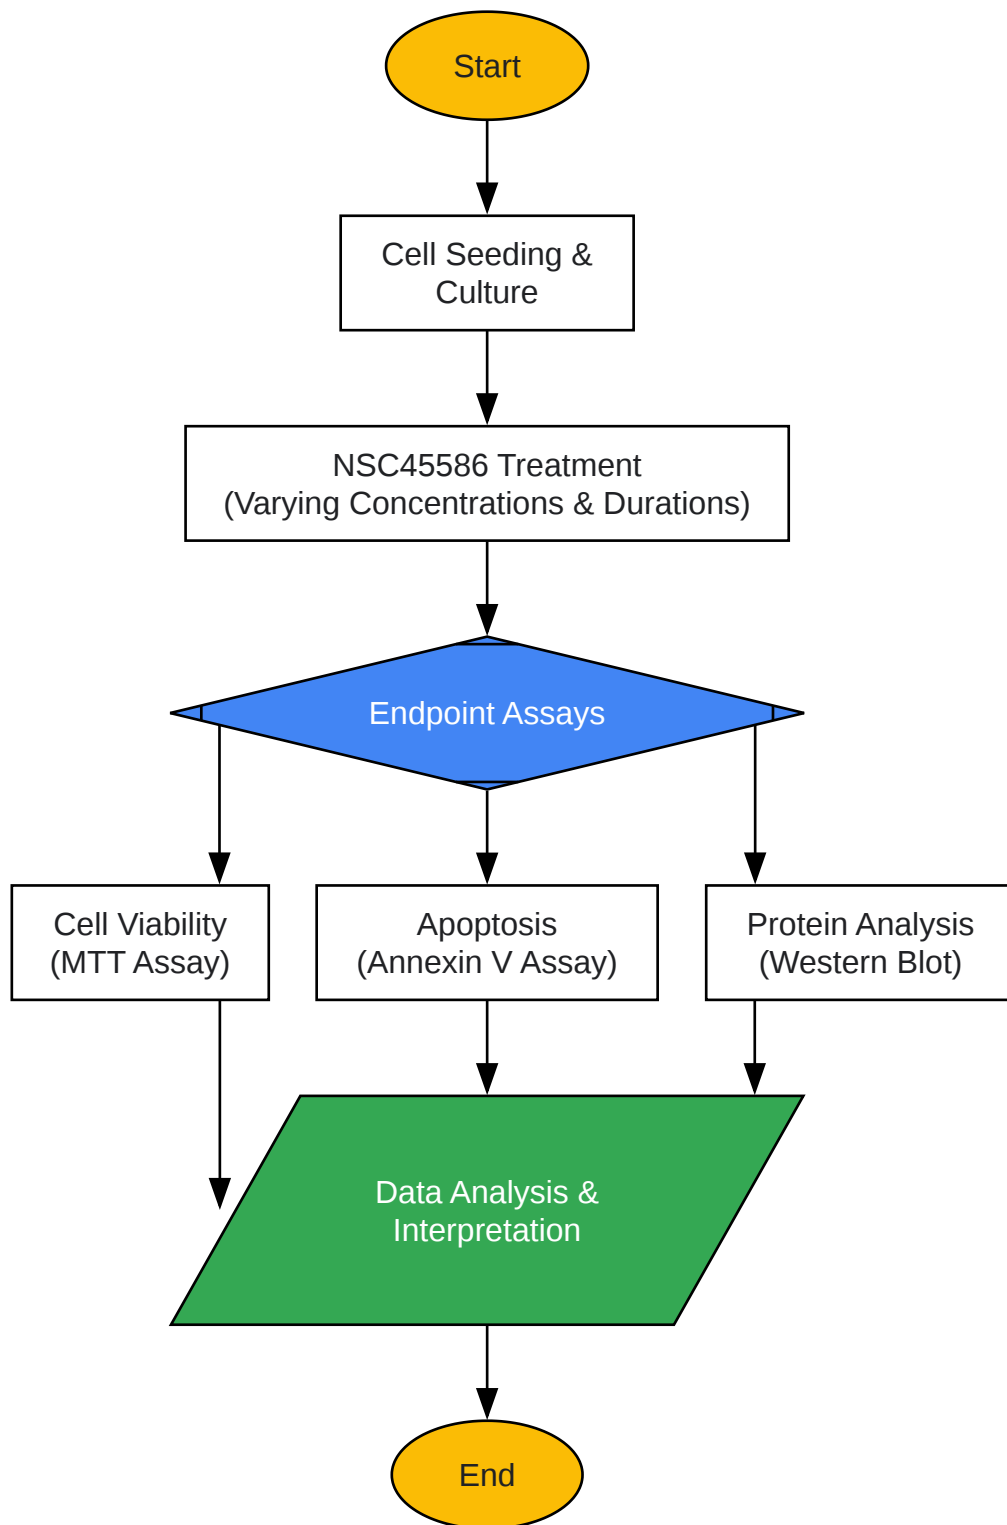 Start
Cell Seeding &
Culture
NSC45586 Treatment
(Varying Concentrations & Durations)
Endpoint Assays
Cell Viability
(MTT Assay)
Apoptosis
(Annexin V Assay)
Protein Analysis
(Western Blot)
Data Analysis &
Interpretation
End